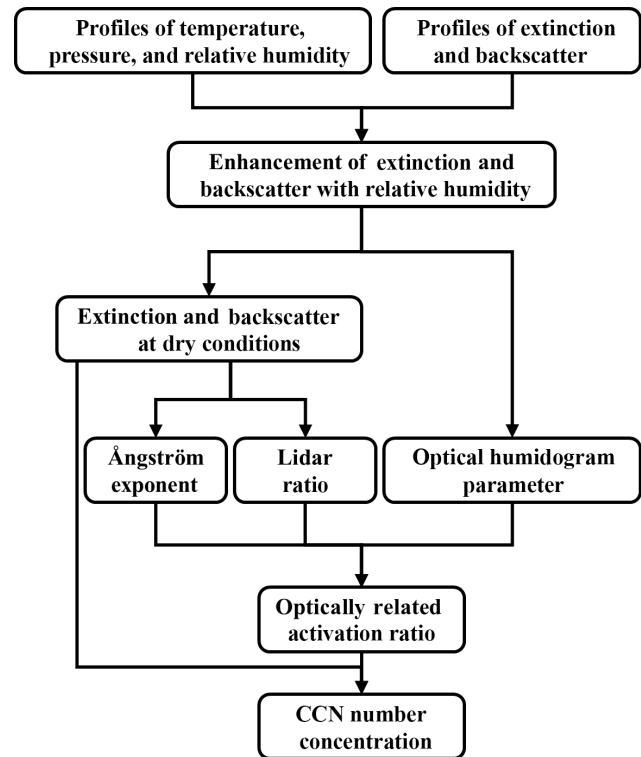 Profiles of temperature,
pressure, and relative humidity
Profiles of extinction
and backscatter
Enhancement of extinction and
backscatter with relative humidity
Extinction and backscatter
at dry conditions
Ångström
exponent
Lidar
ratio
Optical humidogram
parameter
Optically related
activation ratio
CCN number
concentration